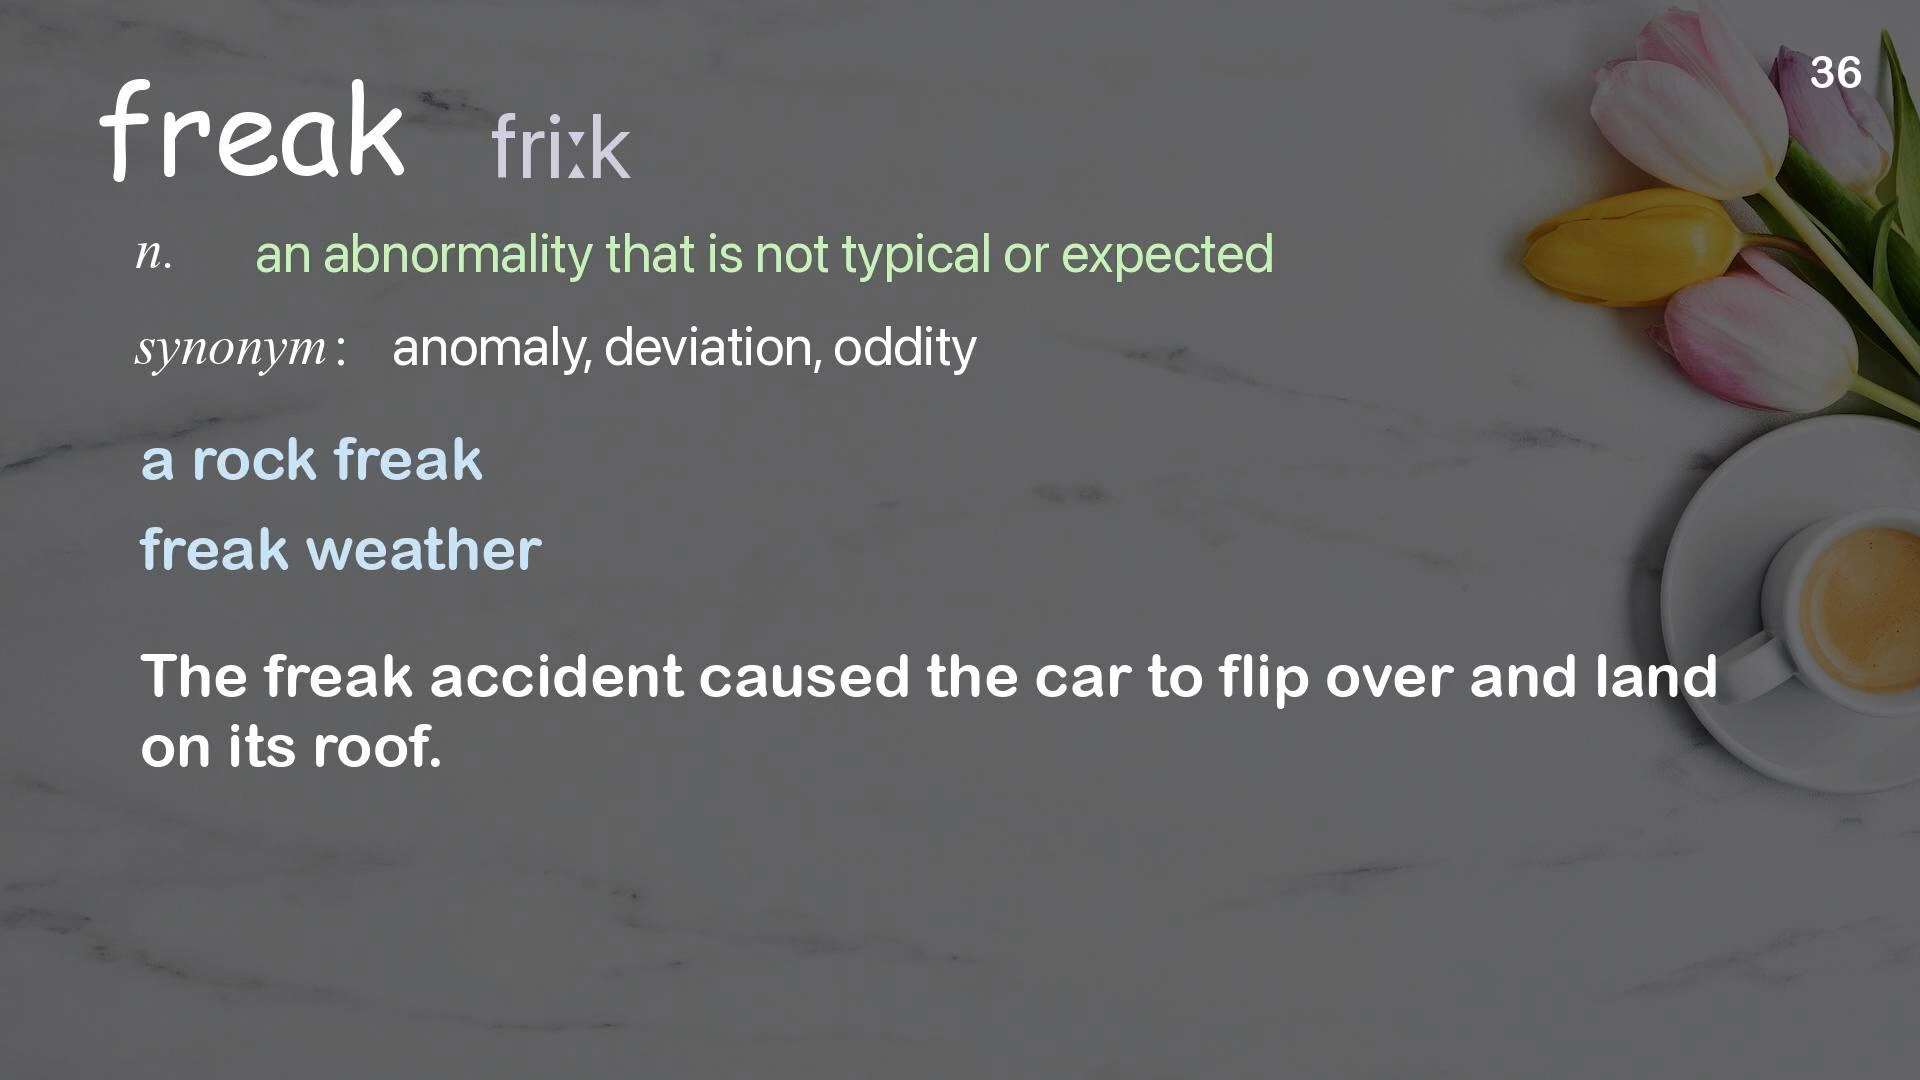 36
freak friːk
n. an abnormality that is not typical or expected
synonym: anomaly, deviation, oddity
a rock freak
freak weather
The freak accident caused the car to flip over and land
on its roof.